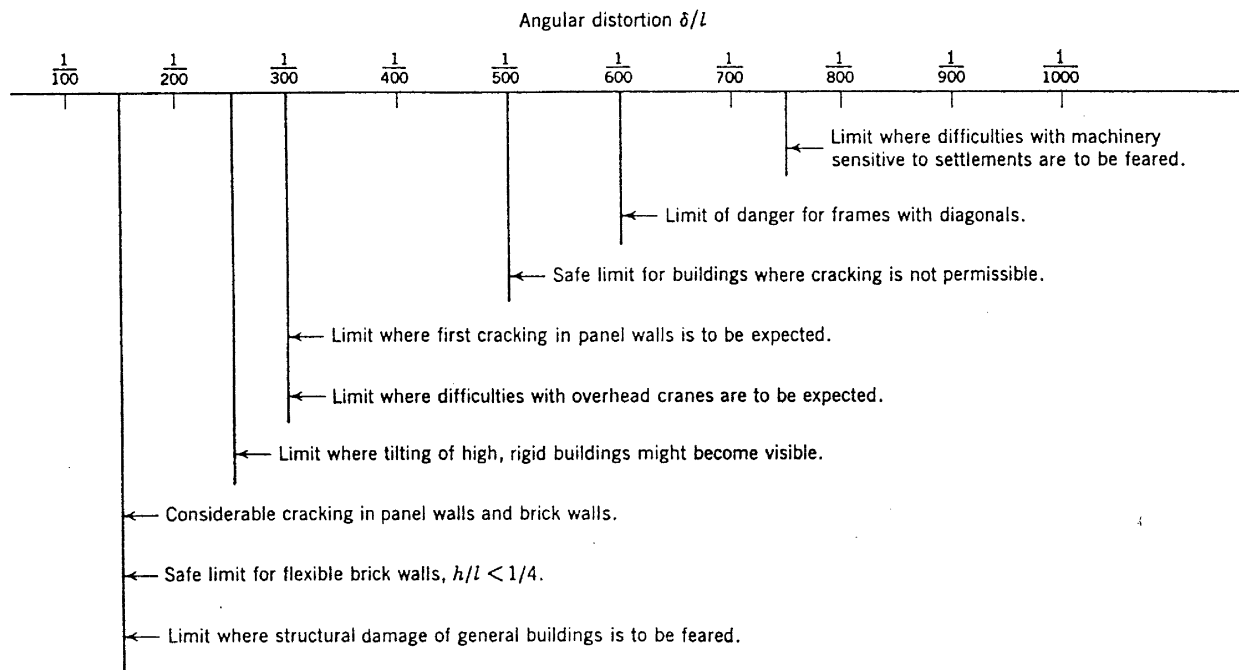 Angular distortion δ/l
1/100 1/200 1/300 1/400 1/500 1/600 1/700 1/800 1/900 1/1000
Limit where difficulties with machinery
sensitive to settlements are to be feared.
Limit of danger for frames with diagonals.
Safe limit for buildings where cracking is not permissible.
Limit where first cracking in panel walls is to be expected.
Limit where difficulties with overhead cranes are to be expected.
Limit where tilting of high, rigid buildings might become visible.
Considerable cracking in panel walls and brick walls.
Safe limit for flexible brick walls, h/l < 1/4.
Limit where structural damage of general buildings is to be feared.